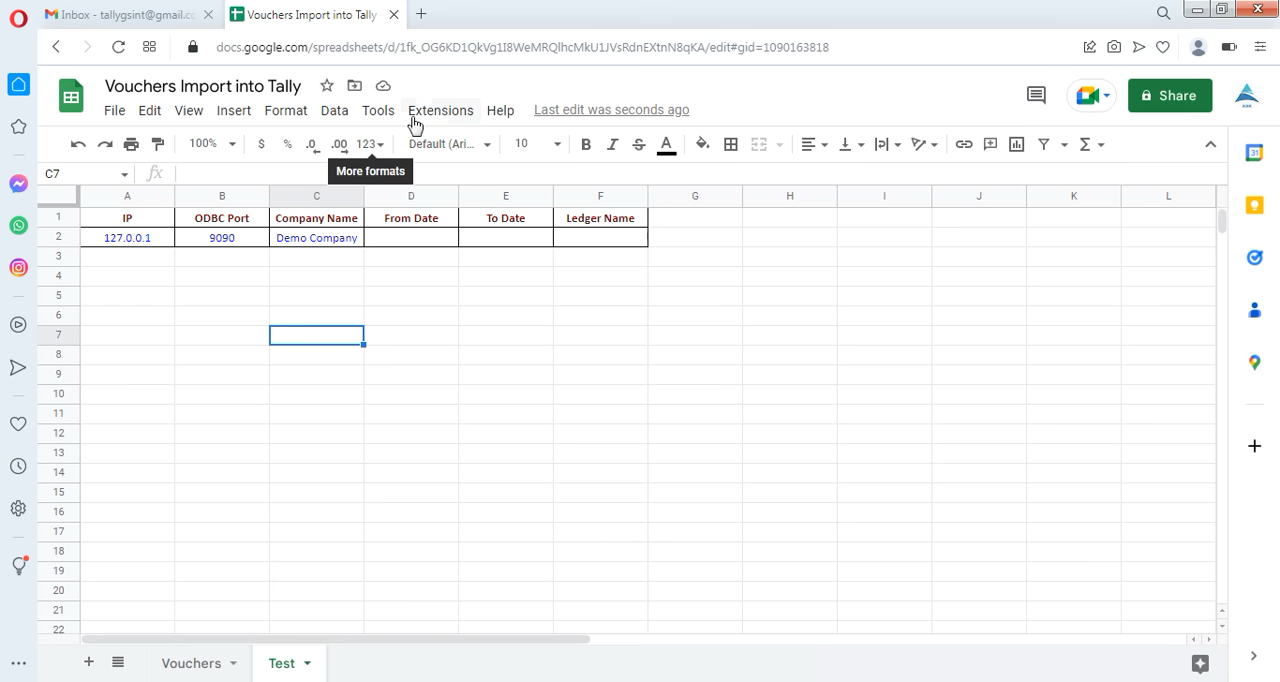 Inbox - tallygsint@gmail.cc
Vouchers Import into Tally
docs.google.com/spreadsheets/d/1fk_OG6KD1QkVg1I8WeMRQlhcMkU1JVsRdnEXtnN8qKA/edit#gid=1090163818
Vouchers Import into Tally
File Edit View Insert Format Data Tools Extensions Help Last edit was seconds ago
Share
100% $ % .0 .00 123 Default (Ari... 10 B I S A
More formats
C7 fx
A B C D E F G H I J K L
1 IP ODBC Port Company Name From Date To Date Ledger Name
2 127.0.0.1 9090 Demo Company
3
4
5
6
7
8
9
10
11
12
13
14
15
16
17
18
19
20
21
22
Vouchers Test